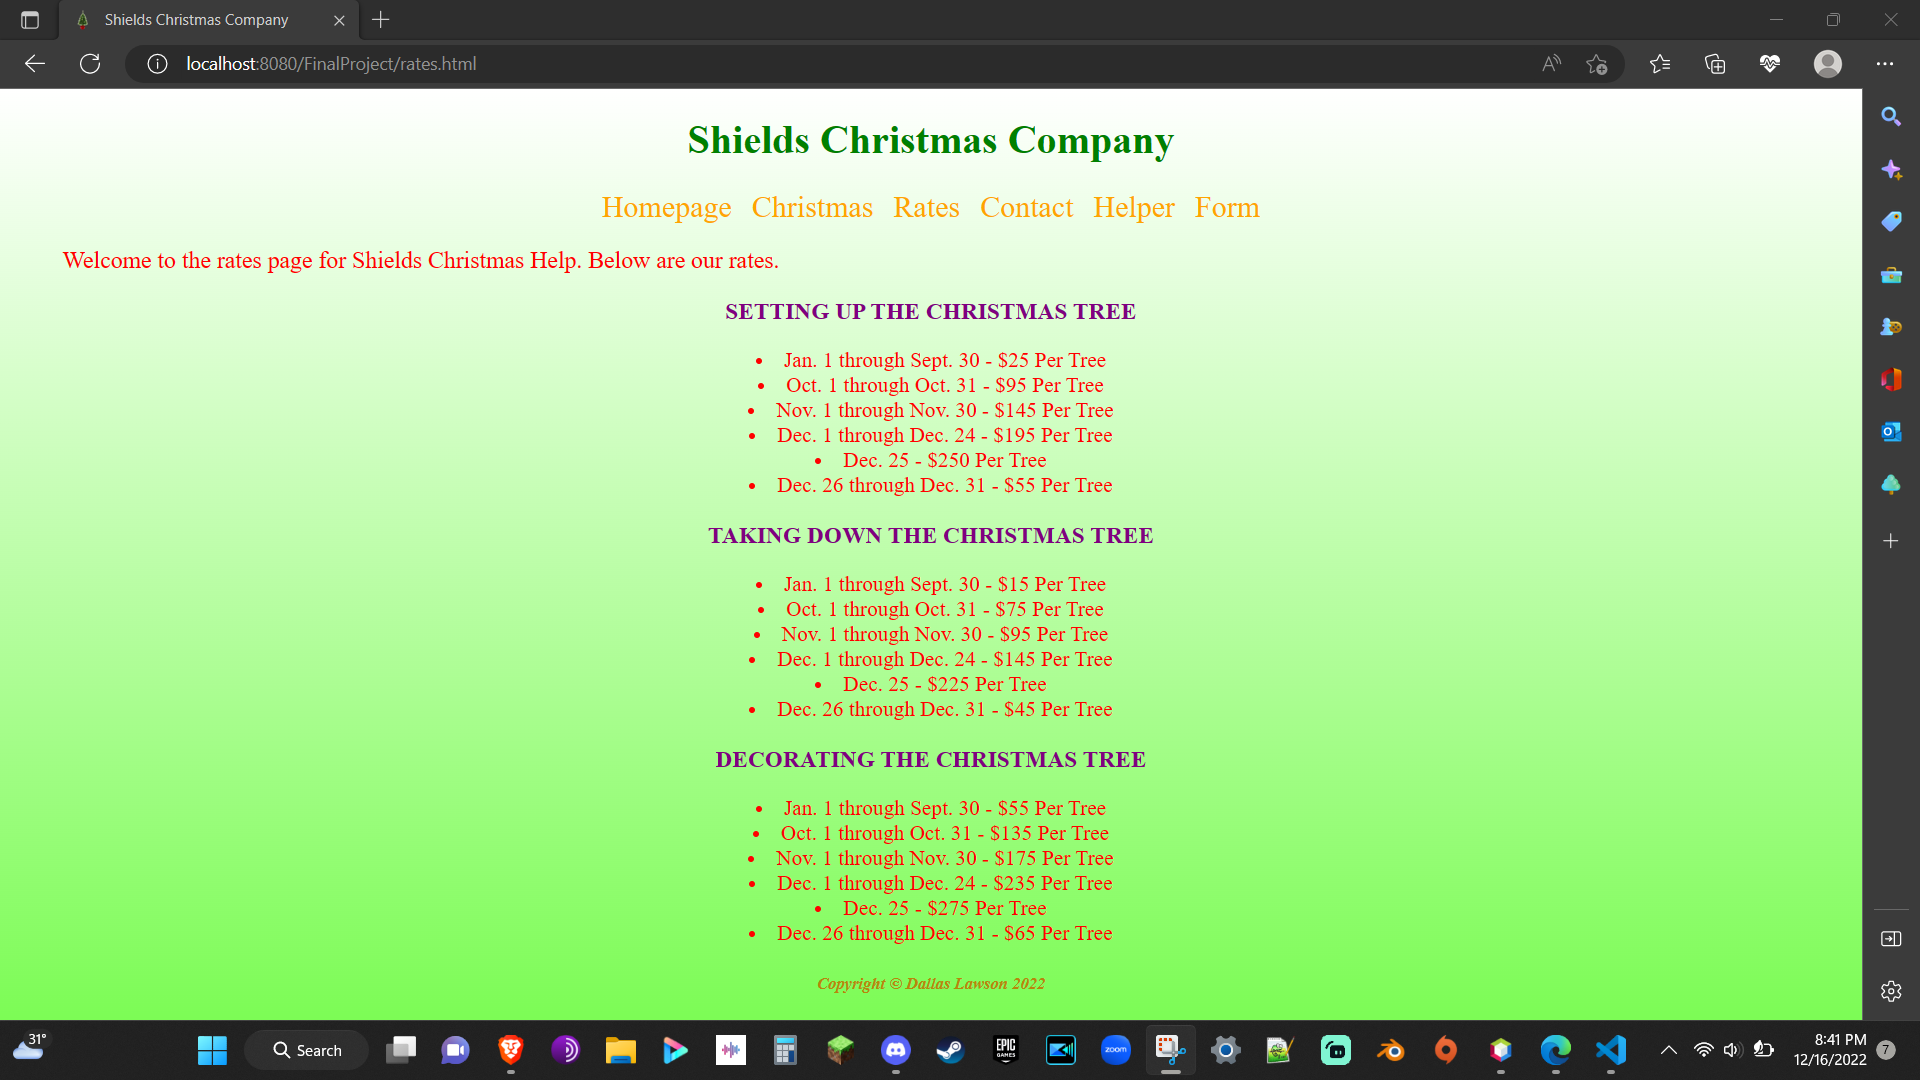 Shields Christmas Company
localhost:8080/FinalProject/rates.html
Shields Christmas Company
Homepage Christmas Rates Contact Helper Form
Welcome to the rates page for Shields Christmas Help. Below are our rates.
SETTING UP THE CHRISTMAS TREE
• Jan. 1 through Sept. 30 - $25 Per Tree
• Oct. 1 through Oct. 31 - $95 Per Tree
• Nov. 1 through Nov. 30 - $145 Per Tree
• Dec. 1 through Dec. 24 - $195 Per Tree
• Dec. 25 - $250 Per Tree
• Dec. 26 through Dec. 31 - $55 Per Tree
TAKING DOWN THE CHRISTMAS TREE
• Jan. 1 through Sept. 30 - $15 Per Tree
• Oct. 1 through Oct. 31 - $75 Per Tree
• Nov. 1 through Nov. 30 - $95 Per Tree
• Dec. 1 through Dec. 24 - $145 Per Tree
• Dec. 25 - $225 Per Tree
• Dec. 26 through Dec. 31 - $45 Per Tree
DECORATING THE CHRISTMAS TREE
• Jan. 1 through Sept. 30 - $55 Per Tree
• Oct. 1 through Oct. 31 - $135 Per Tree
• Nov. 1 through Nov. 30 - $175 Per Tree
• Dec. 1 through Dec. 24 - $235 Per Tree
• Dec. 25 - $275 Per Tree
• Dec. 26 through Dec. 31 - $65 Per Tree
Copyright © Dallas Lawson 2022
31°
Search
EPIC GAMES
zoom
8:41 PM
12/16/2022
7